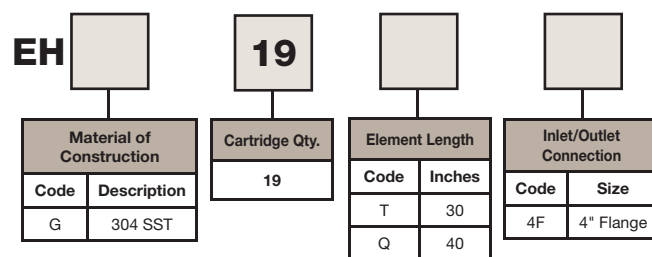 EH 19
Material of Construction
Code Description
G 304 SST
Cartridge Qty.
19
Element Length
Code Inches
T 30
Q 40
Inlet/Outlet Connection
Code Size
4F 4" Flange